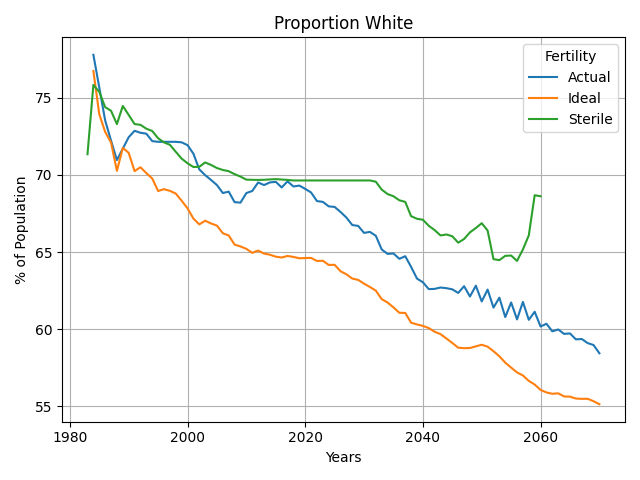 Proportion White
Fertility
Actual
Ideal
Sterile
% of Population
75
70
65
60
55
1980
2000
2020
2040
2060
Years